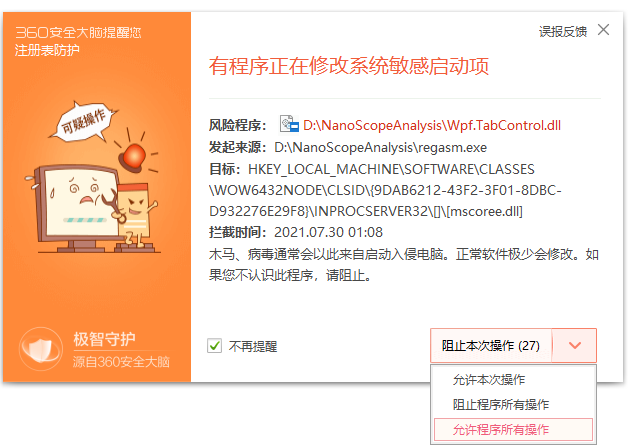 360安全大脑提醒您
注册表防护
误报反馈
有程序正在修改系统敏感启动项
可疑操作
风险程序： D:\NanoScopeAnalysis\Wpf.TabControl.dll
发起来源：D:\NanoScopeAnalysis\regasm.exe
目标：HKEY_LOCAL_MACHINE\SOFTWARE\CLASSES
\WOW6432NODE\CLSID\{9DAB6212-43F2-3F01-8DBC-
D932276E29F8}\INPROCSERVER32\[]\[mscoree.dll]
拦截时间：2021.07.30 01:08
木马、病毒通常会以此来自启动入侵电脑。正常软件极少会修改。如
果您不认识此程序，请阻止。
极智守护
源自360安全大脑
不再提醒
阻止本次操作 (27)
允许本次操作
阻止程序所有操作
允许程序所有操作